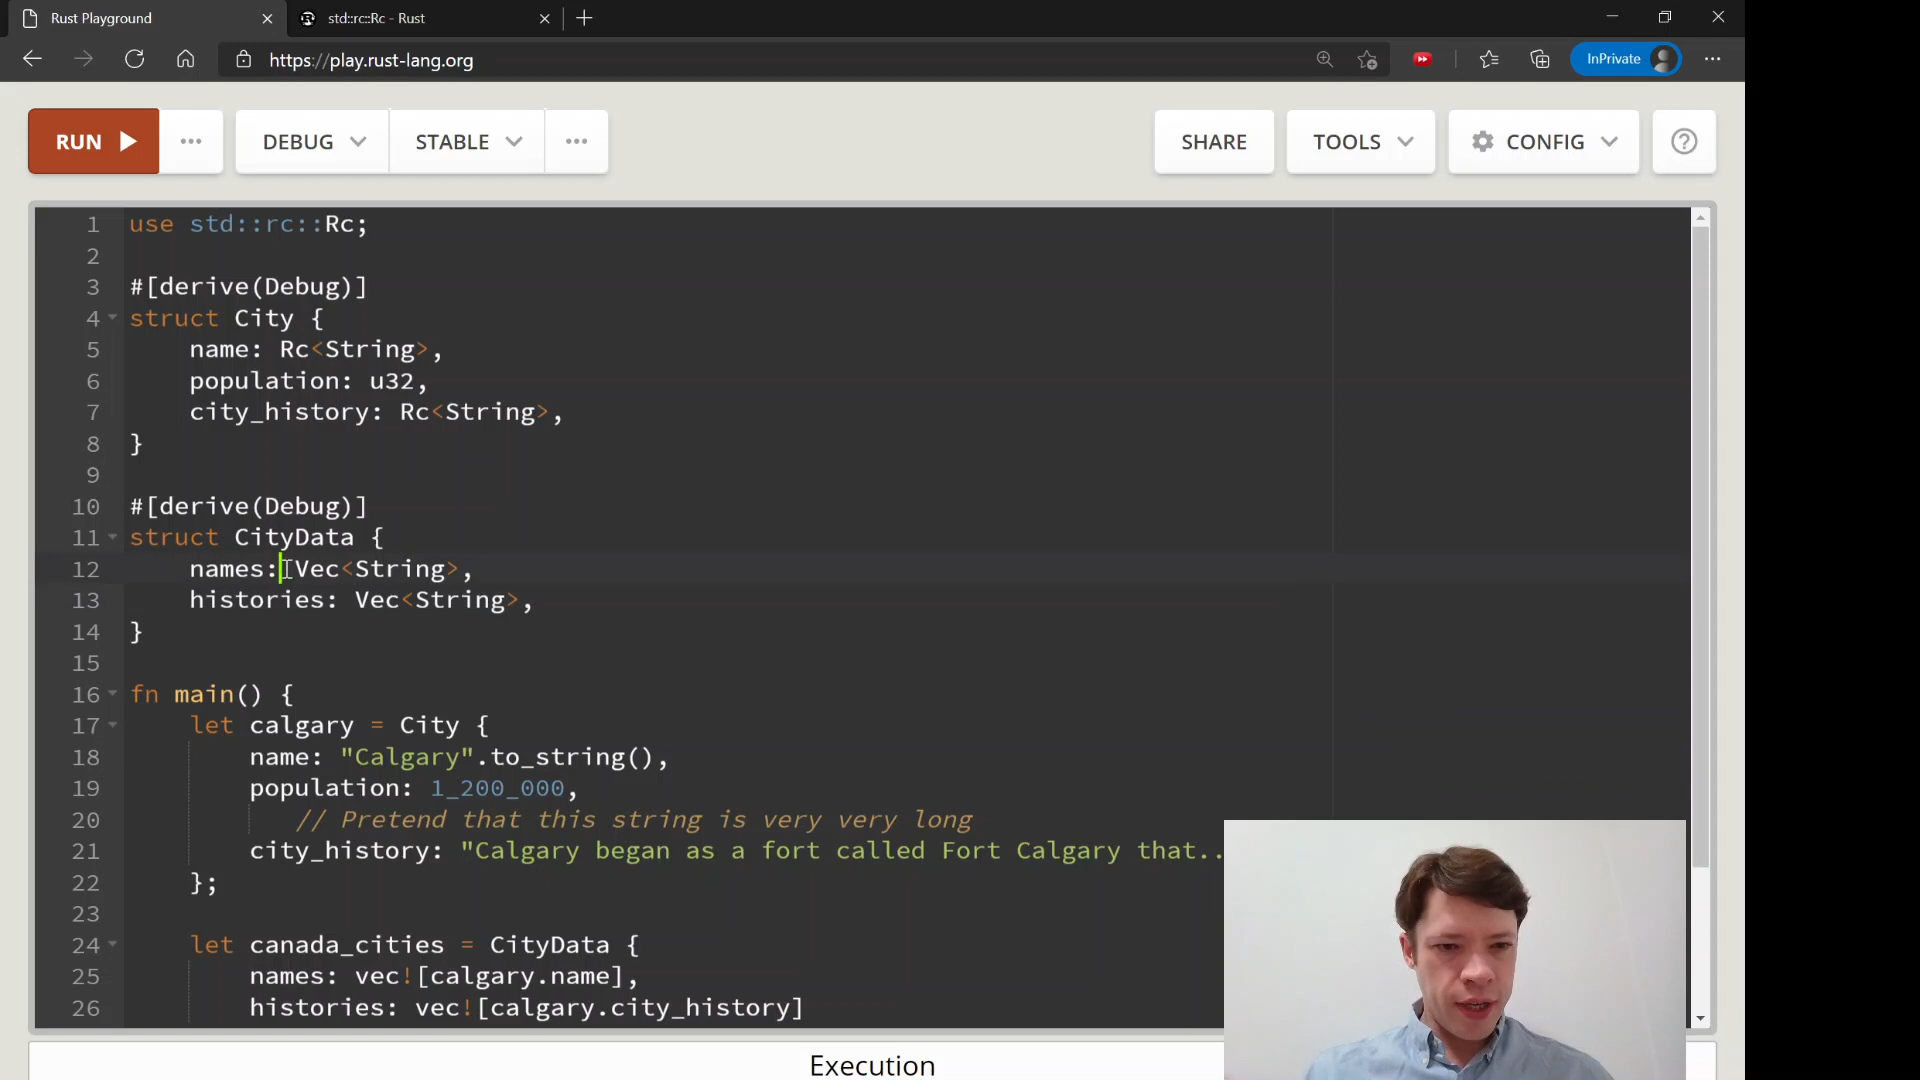 Rust Playground
std::rc::Rc - Rust
https://play.rust-lang.org
InPrivate
RUN
DEBUG
STABLE
SHARE
TOOLS
CONFIG
1 use std::rc::Rc;
2
3 #[derive(Debug)]
4 struct City {
5 name: Rc<String>,
6 population: u32,
7 city_history: Rc<String>,
8 }
9
10 #[derive(Debug)]
11 struct CityData {
12 names: Vec<String>,
13 histories: Vec<String>,
14 }
15
16 fn main() {
17 let calgary = City {
18 name: "Calgary".to_string(),
19 population: 1_200_000,
20 // Pretend that this string is very very long
21 city_history: "Calgary began as a fort called Fort Calgary that..
22 };
23
24 let canada_cities = CityData {
25 names: vec![calgary.name],
26 histories: vec![calgary.city_history]
Execution